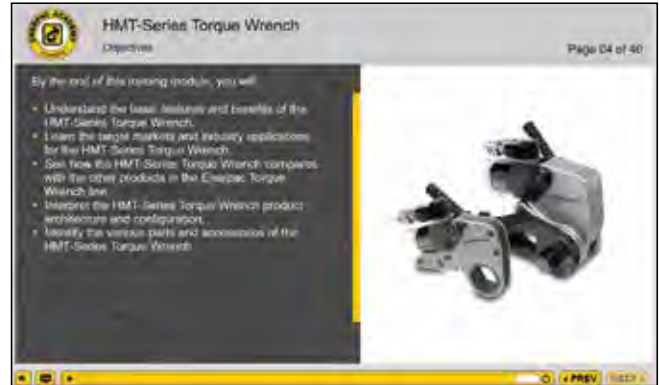 ENERPAC ACADEMY
HMT-Series Torque Wrench
Objectives
Page 04 of 40
By the end of this training module, you will:
• Understand the basic features and benefits of the
HMT-Series Torque Wrench.
• Learn the target markets and industry applications
for the HMT-Series Torque Wrench.
• See how the HMT-Series Torque Wrench compares
with the other products in the Enerpac Torque
Wrench line.
• Interpret the HMT-Series Torque Wrench product
architecture and configuration.
• Identify the various parts and accessories of the
HMT-Series Torque Wrench.
PREV
NEXT